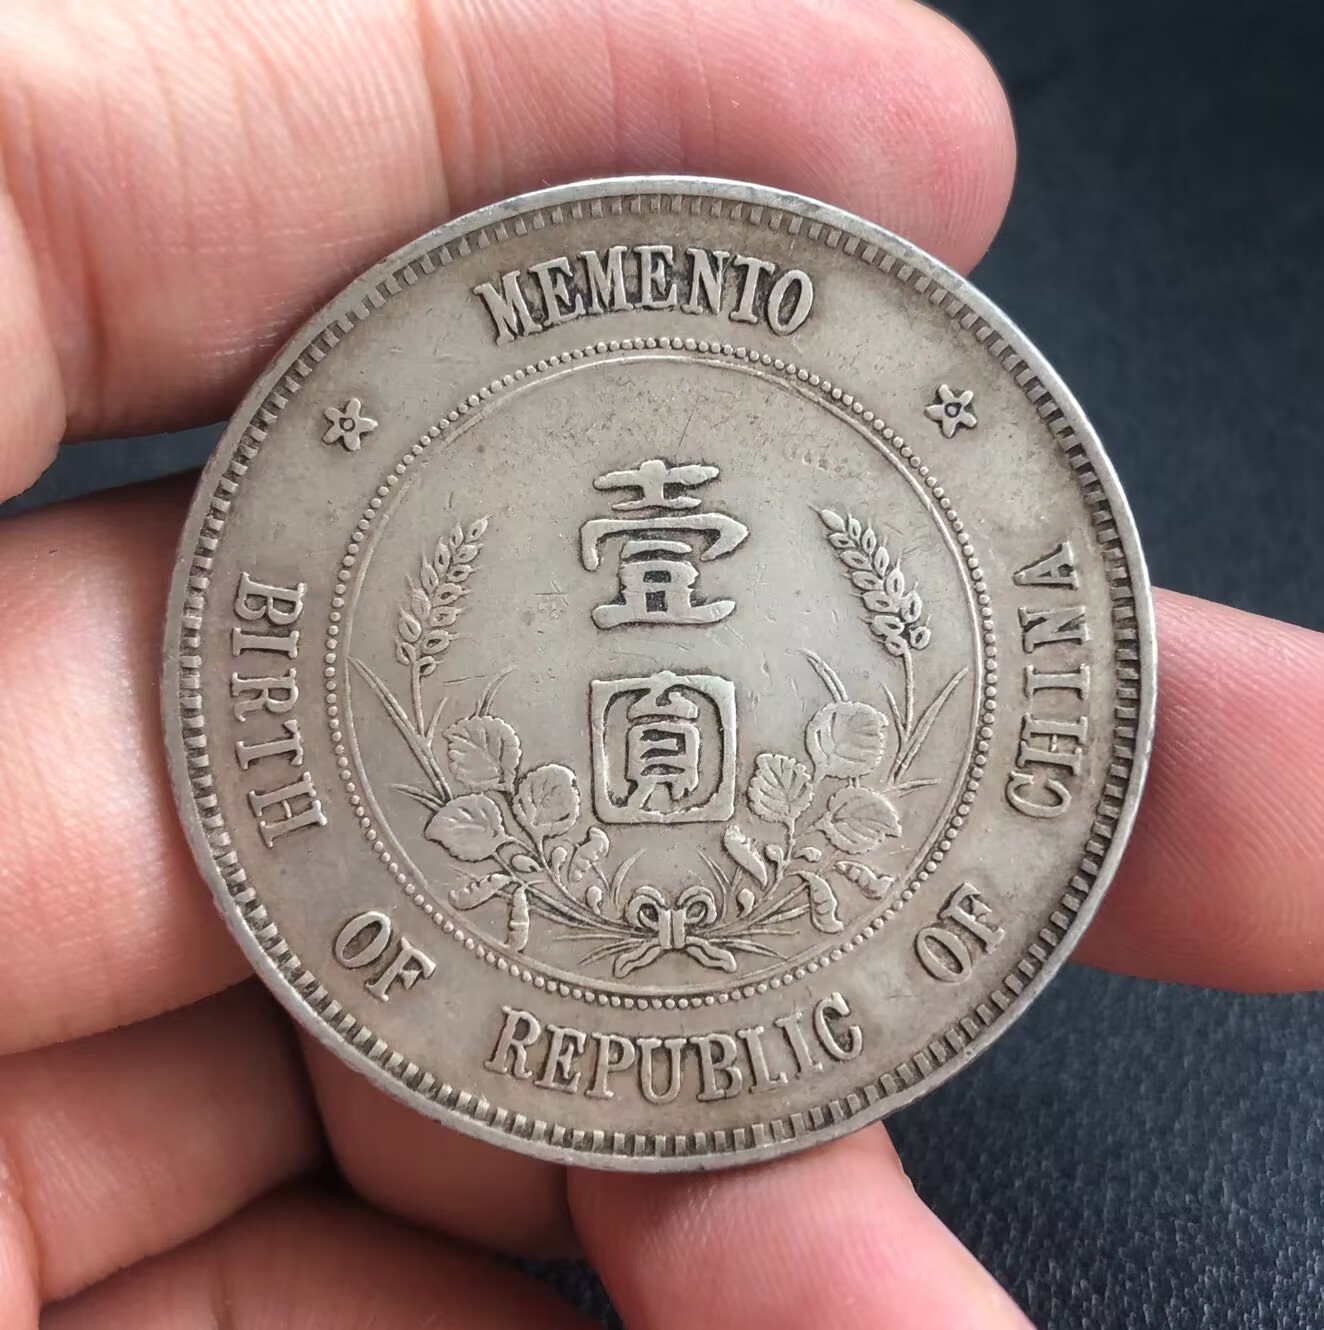 MEMENTO
BIRTH OF REPUBLIC OF CHINA
壹
圓